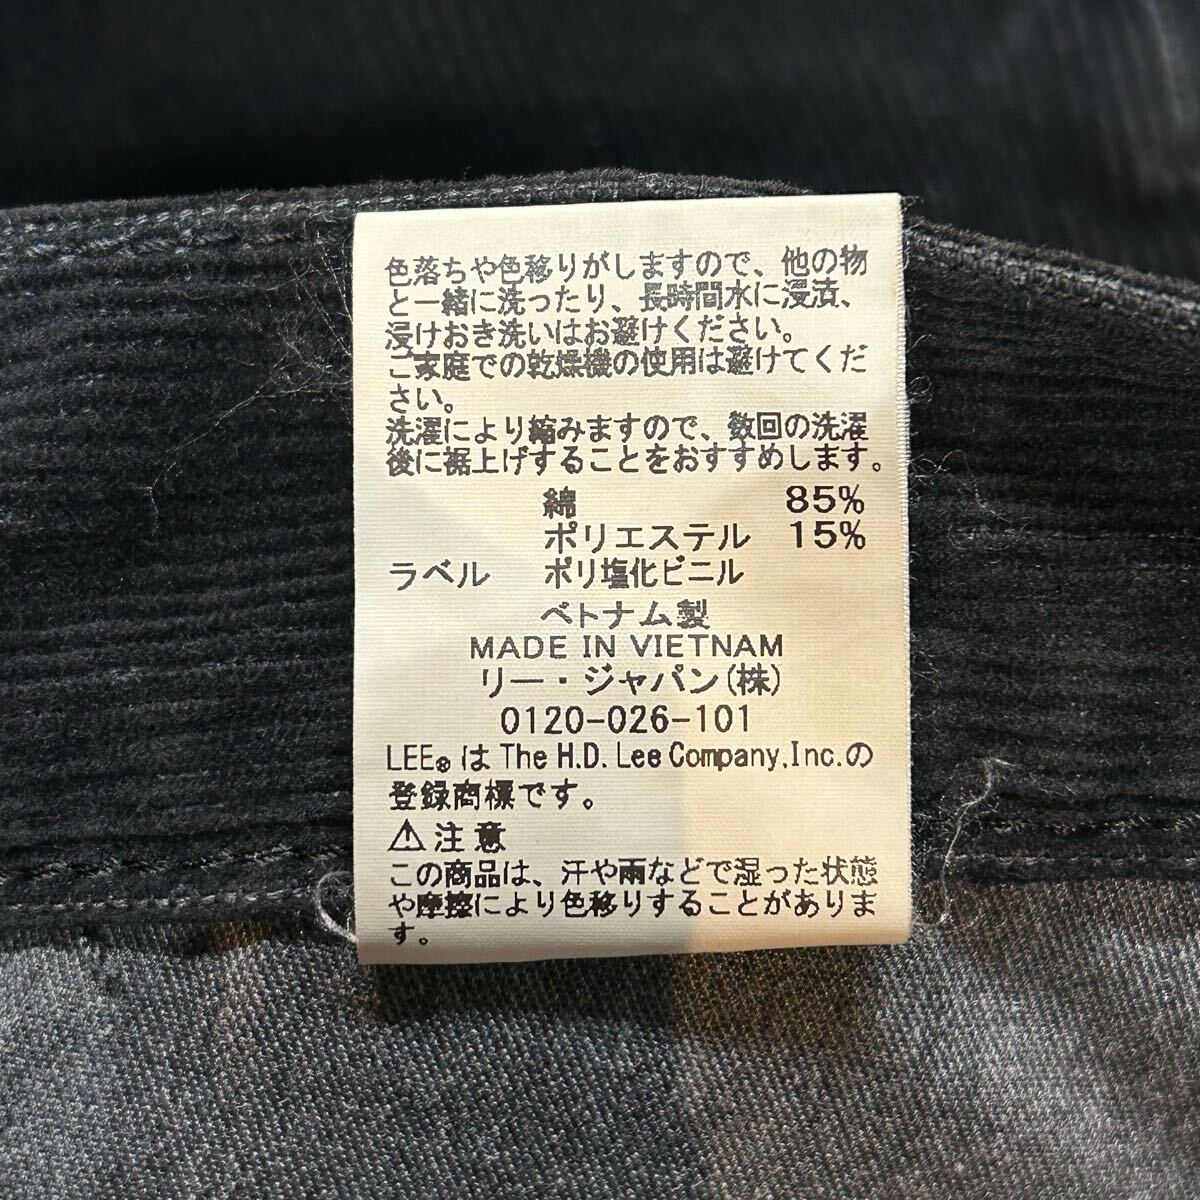 色落ちや色移りがしますので、他の物
と一緒に洗ったり、長時間水に浸漬、
浸けおき洗いはお避けください。
ご家庭での乾燥機の使用は避けてくだ
さい。
洗濯により縮みますので、数回の洗濯
後に裾上げすることをおすすめします。
綿 85%
ポリエステル 15%
ラベル ポリ塩化ビニル
ベトナム製
MADE IN VIETNAM
リー・ジャパン(株)
0120-026-101
LEE®は The H.D. Lee Company,Inc.の
登録商標です。
⚠注意
この商品は、汗や雨などで湿った状態
や摩擦により色移りすることがありま
す。